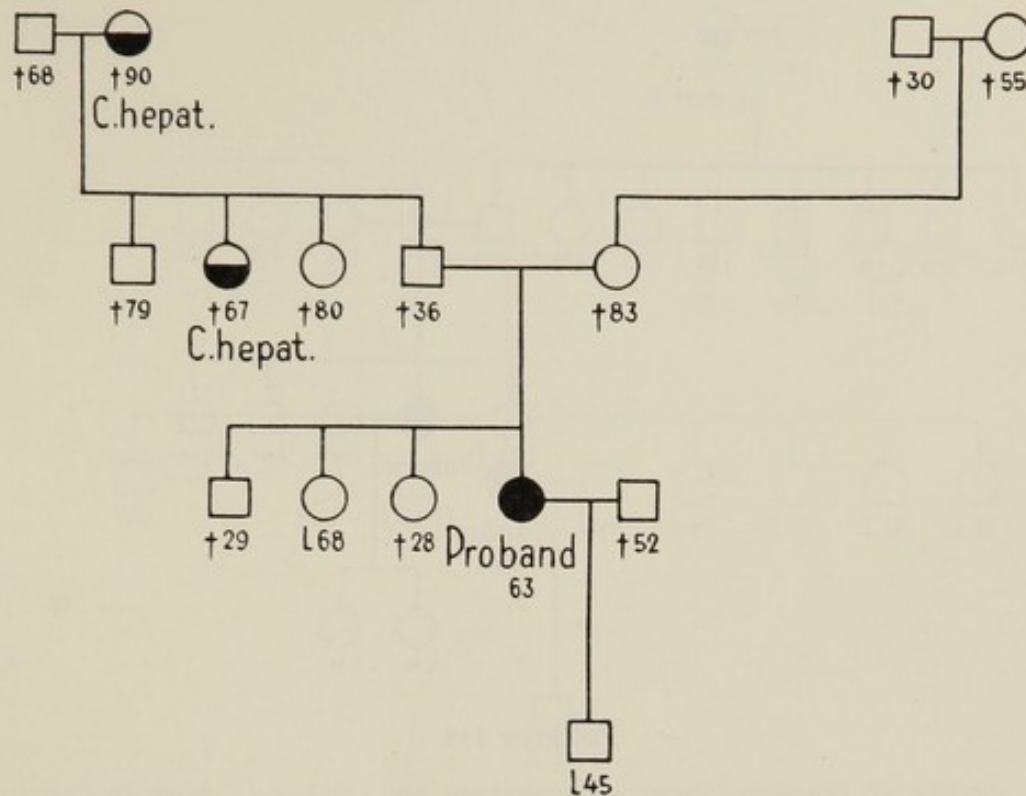 †68 †90 †30 †55
C.hepat.
†79 †67 †80 †36 †83
C.hepat.
†29 L68 †28 Proband †52
63
L45